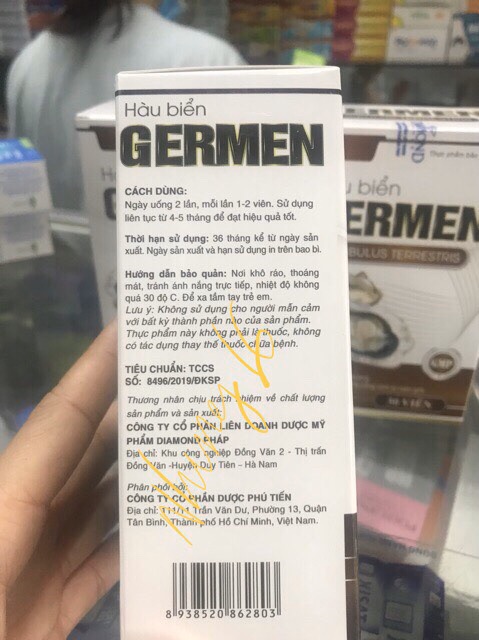 Hàu biển
GERMEN
CÁCH DÙNG:
Ngày uống 2 lần, mỗi lần 1-2 viên. Sử dụng
liên tục từ 4-5 tháng để đạt hiệu quả tốt.
Thời hạn sử dụng: 36 tháng kể từ ngày sản
xuất. Ngày sản xuất và hạn sử dụng in trên bao bì.
Hướng dẫn bảo quản: Nơi khô ráo, thoáng
mát, tránh ánh nắng trực tiếp, nhiệt độ không
quá 30 độ C. Để xa tầm tay trẻ em.
Lưu ý: Không sử dụng cho người mẫn cảm
với bất kỳ thành phần nào của sản phẩm.
Thực phẩm này không phải là thuốc, không
có tác dụng thay thế thuốc chữa bệnh.
TIÊU CHUẨN: TCCS
SỐ: 8496/2019/ĐKSP
Thương nhân chịu trách nhiệm về chất lượng
sản phẩm và sản xuất:
CÔNG TY CỔ PHẦN LIÊN DOANH DƯỢC MỸ
PHẨM DIAMOND PHÁP
Địa chỉ: Khu công nghiệp Đồng Văn 2 - Thị trấn
Đồng Văn -Huyện Duy Tiên – Hà Nam
Phân phối bởi:
CÔNG TY CỔ PHẦN DƯỢC PHÚ TIẾN
Địa chỉ: Trần Văn Dư, Phường 13, Quận
Tân Bình, Thành phố Hồ Chí Minh, Việt Nam.
8 938520 862803
u biển
ERMEN
BULUS TERRESTRIS
GMP